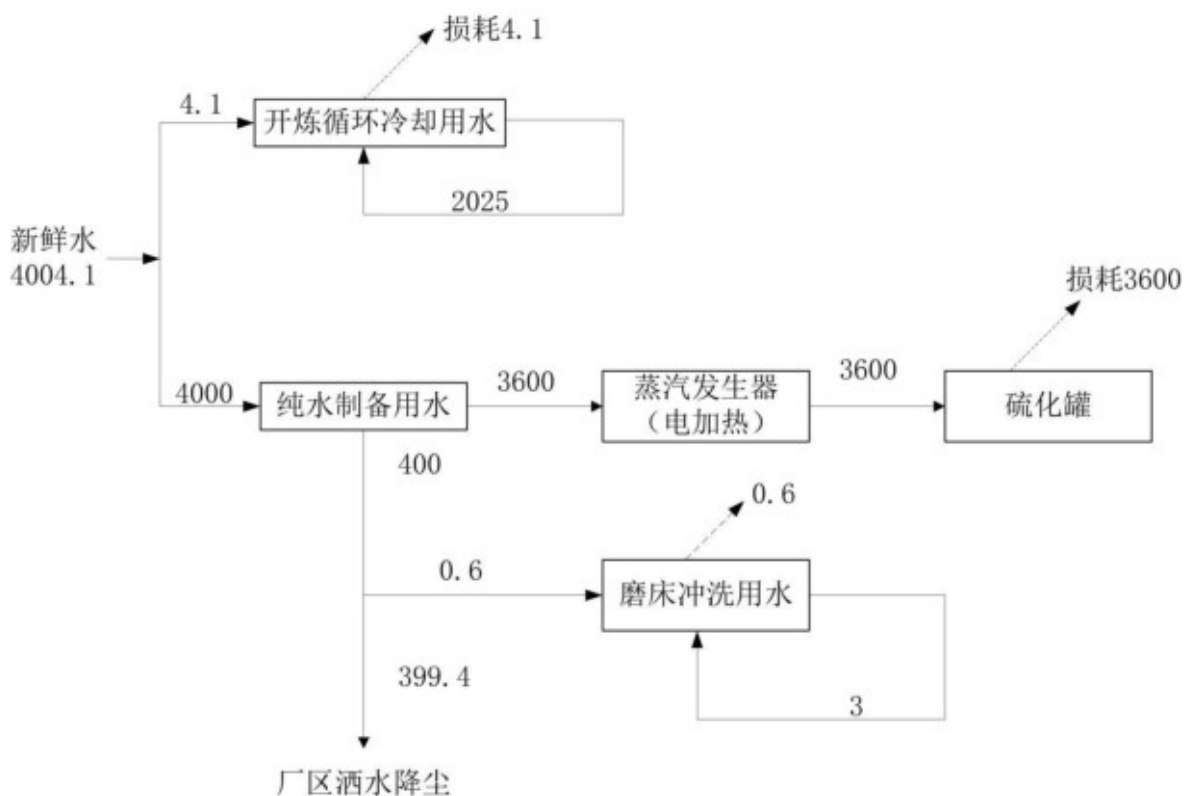 损耗4.1
4.1
开炼循环冷却用水
2025
新鲜水
4004.1
损耗3600
4000
纯水制备用水
3600
蒸汽发生器
（电加热）
3600
硫化罐
400
0.6
0.6
磨床冲洗用水
399.4
3
厂区洒水降尘